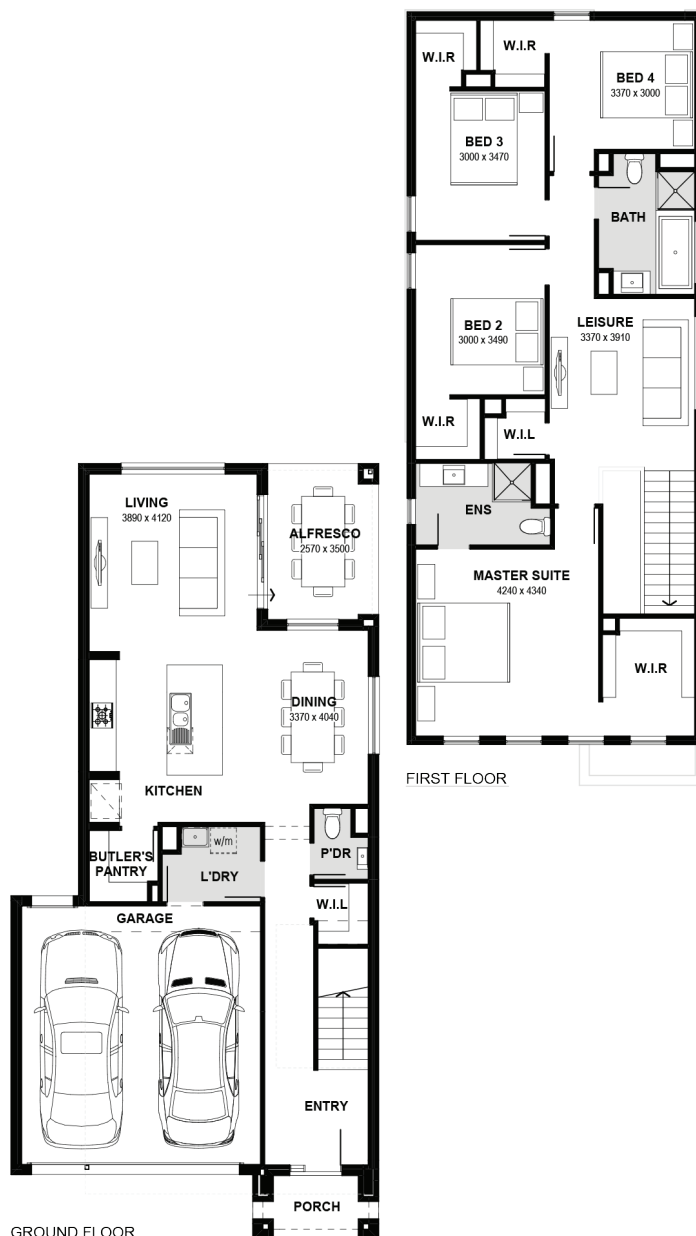 W.I.R
W.I.R
BED 4
3370 x 3000
BED 3
3000 x 3470
BATH
BED 2
3000 x 3490
LEISURE
3370 x 3910
W.I.R
W.I.L
ENS
MASTER SUITE
4240 x 4340
W.I.R
FIRST FLOOR
LIVING
3890 x 4120
ALFRESCO
2570 x 3500
DINING
3370 x 4040
KITCHEN
BUTLER'S
PANTRY
w/m
L'DRY
P'DR
W.I.L
GARAGE
ENTRY
PORCH
GROUND FLOOR